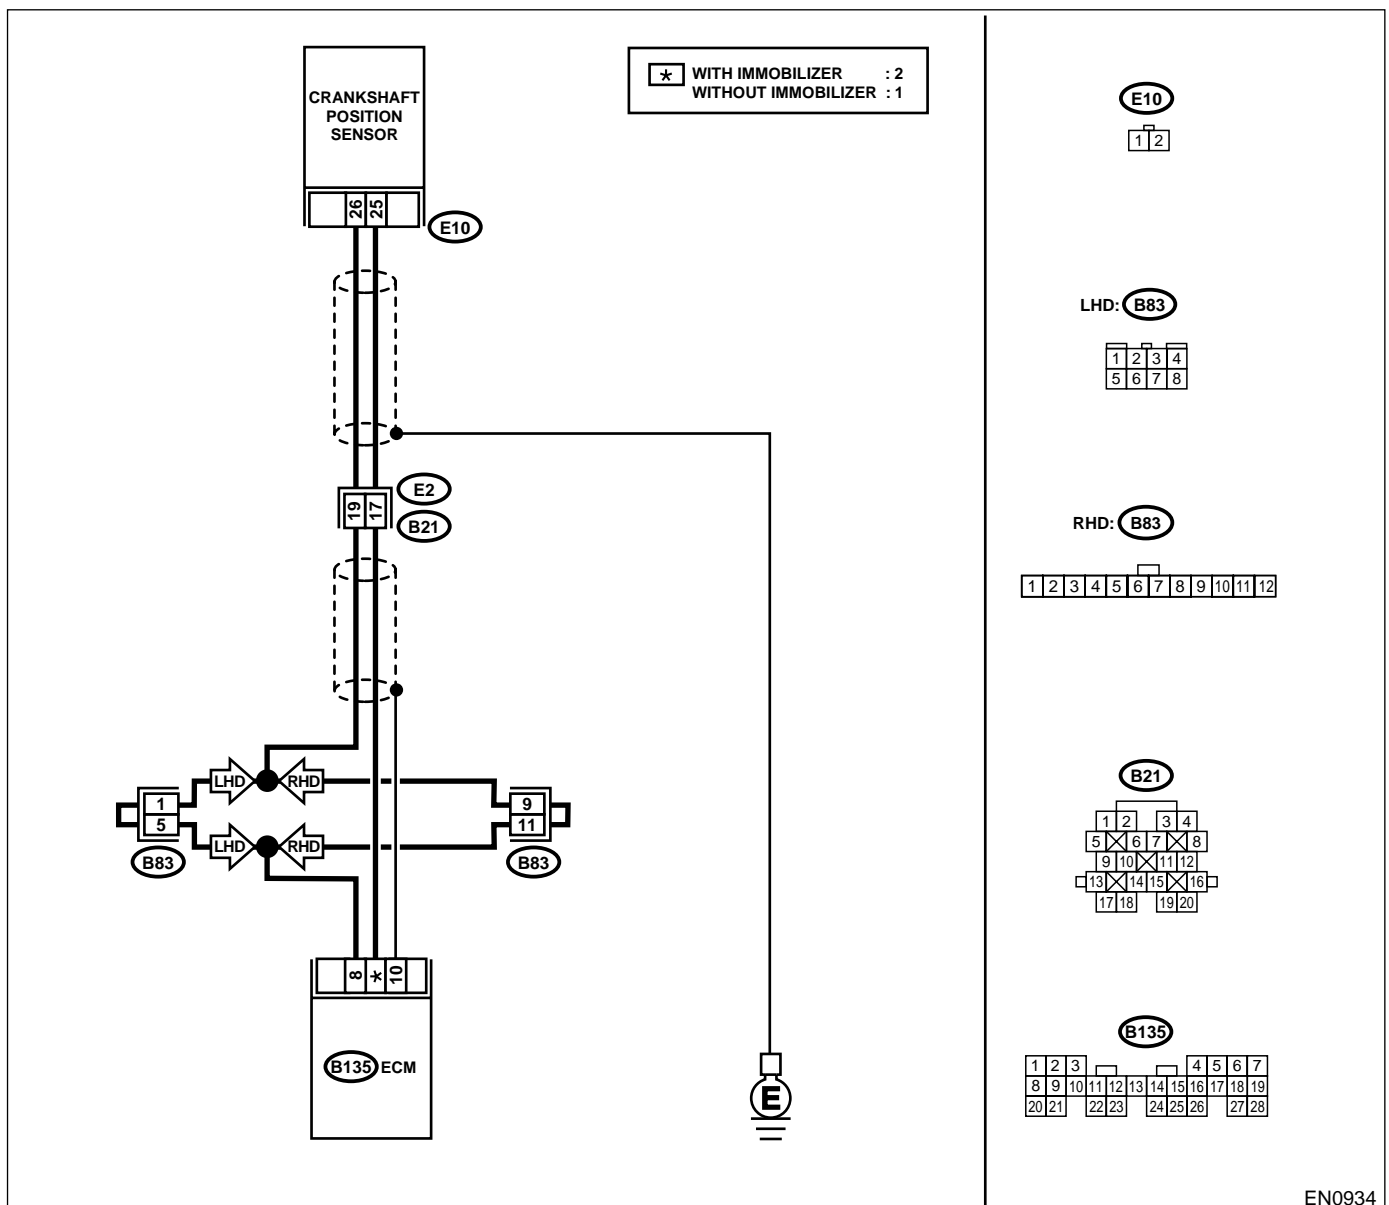 CRANKSHAFT
POSITION
SENSOR
26 25
E10
* WITH IMMOBILIZER : 2
WITHOUT IMMOBILIZER : 1
E2
19 17
B21
LHD RHD
1
5
9
11
LHD RHD
B83
B83
8 * 10
B135 ECM
E
E10
1 2
LHD: B83
1 2 3 4
5 6 7 8
RHD: B83
1 2 3 4 5 6 7 8 9 10 11 12
B21
1 2 3 4
5 6 7 8
9 10 11 12
13 14 15 16
17 18 19 20
B135
1 2 3 4 5 6 7
8 9 10 11 12 13 14 15 16 17 18 19
20 21 22 23 24 25 26 27 28
EN0934